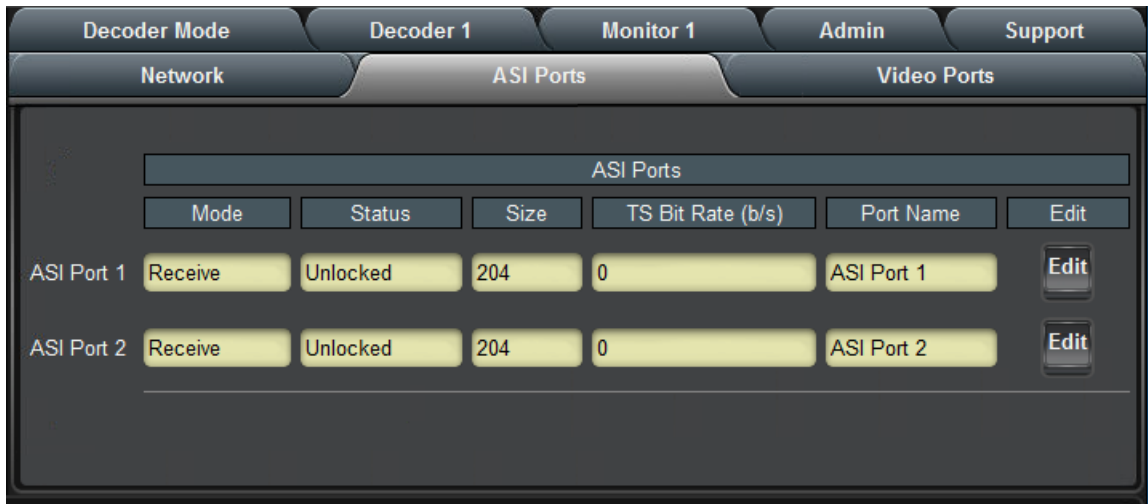 Decoder Mode Decoder 1 Monitor 1 Admin Support
Network ASI Ports Video Ports
ASI Ports
Mode Status Size TS Bit Rate (b/s) Port Name Edit
ASI Port 1 Receive Unlocked 204 0 ASI Port 1 Edit
ASI Port 2 Receive Unlocked 204 0 ASI Port 2 Edit